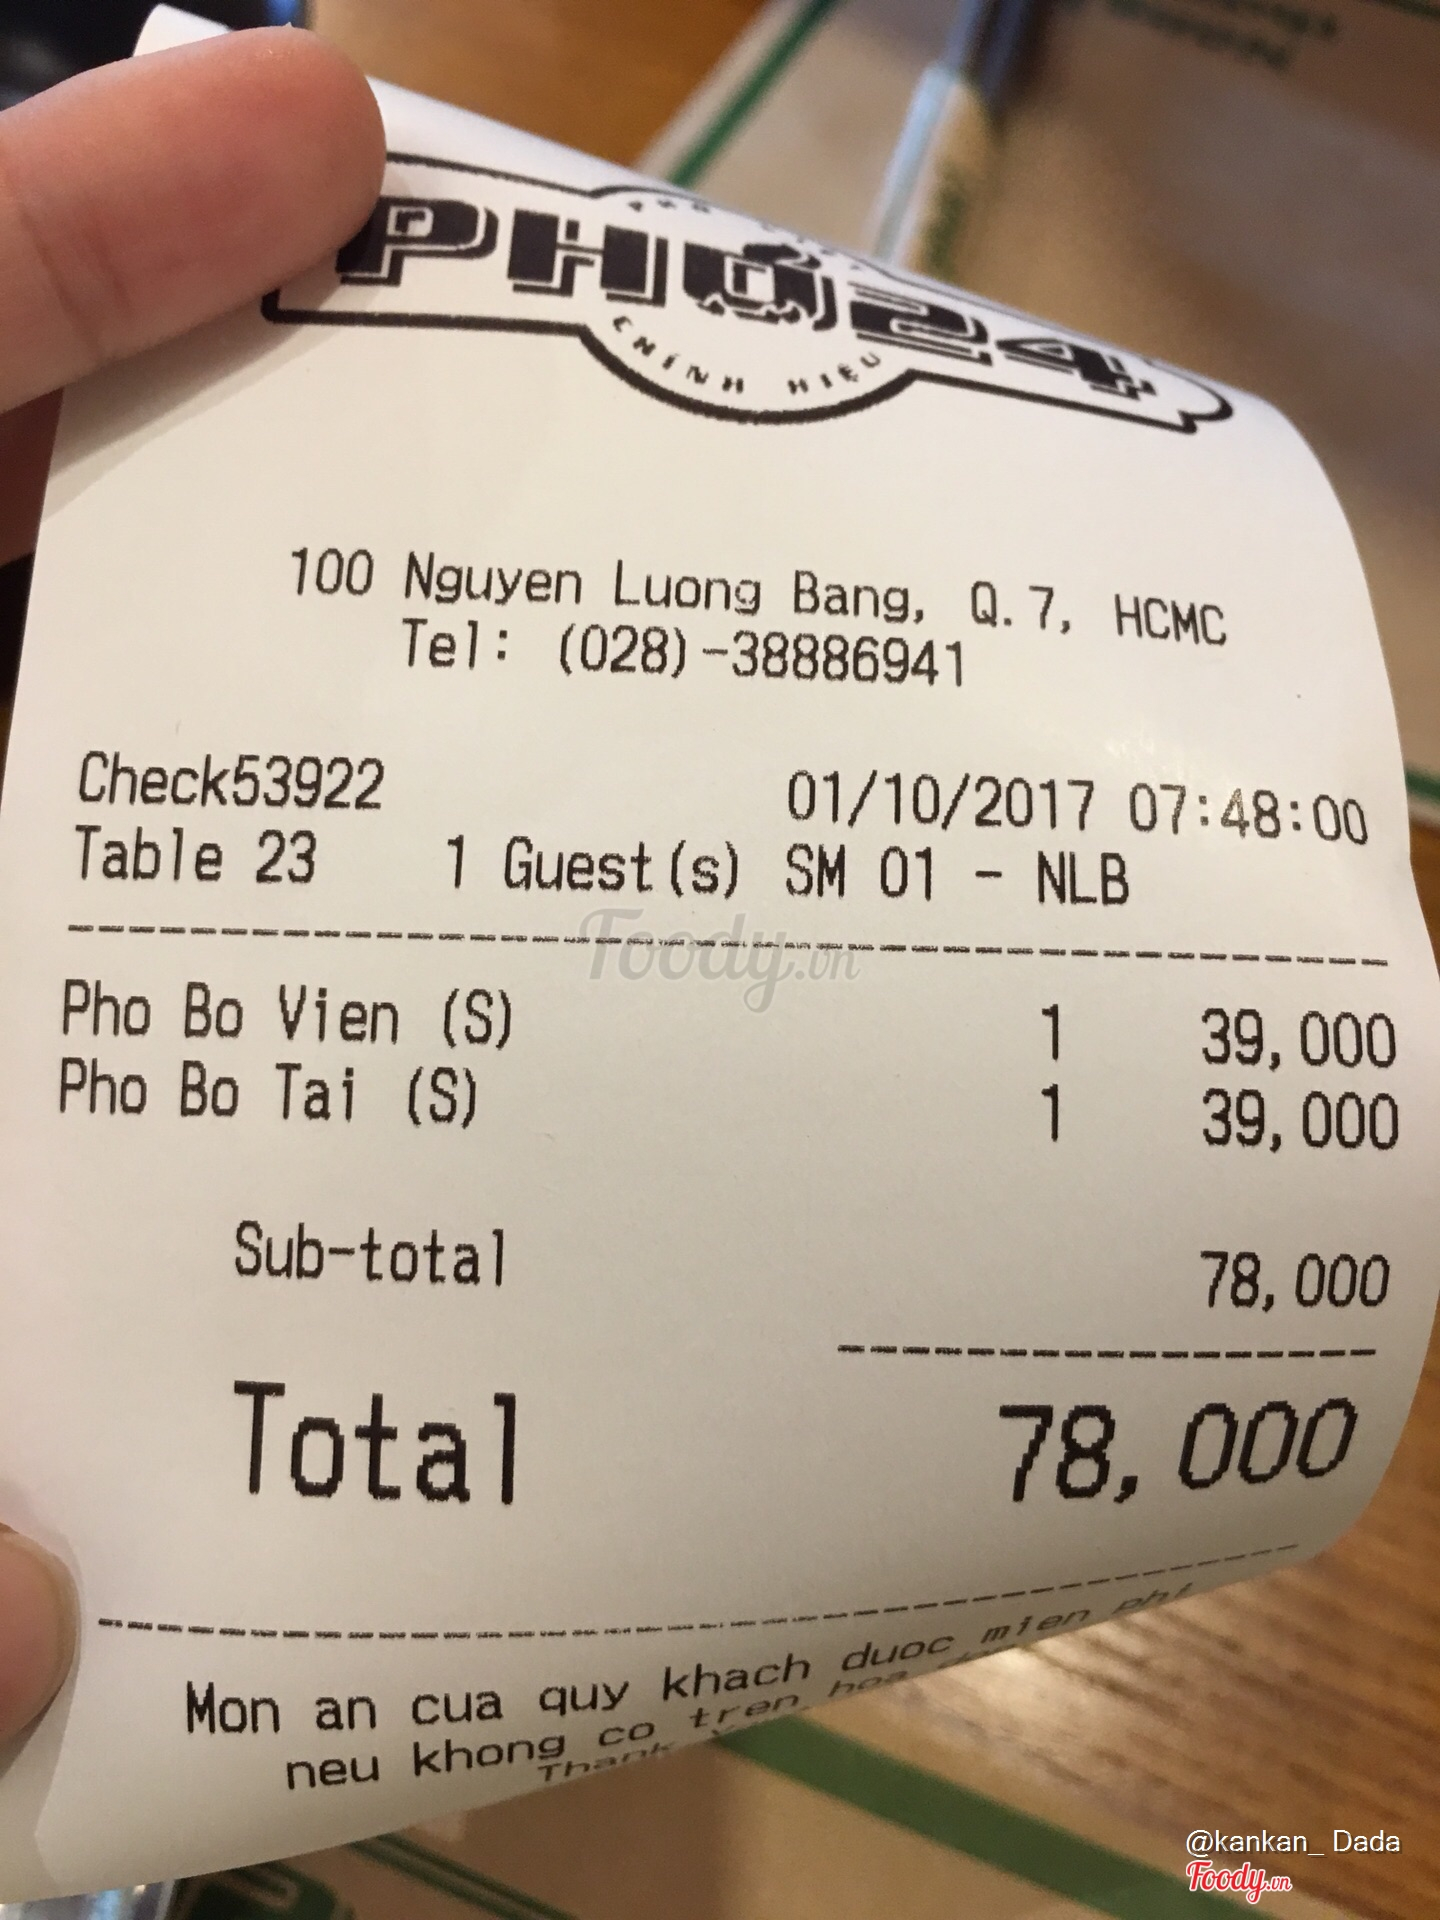 PHỞ24
CHÍNH HIỆU
100 Nguyen Luong Bang, Q.7, HCMC
Tel: (028)-38886941
Check53922 01/10/2017 07:48:00
Table 23 1 Guest(s) SM 01 - NLB
Foody.vn
Pho Bo Vien (S) 1 39,000
Pho Bo Tai (S) 1 39,000
Sub-total 78,000
Total 78,000
Mon an cua quy khach duoc mien phi
neu khong co tren hoa
Thank
@kankan_ Dada
Foody.vn